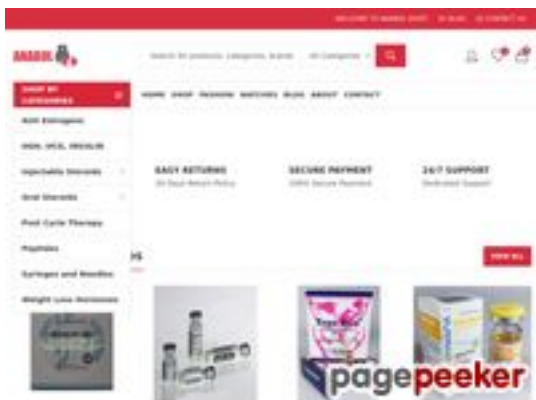 WELCOME TO ANABOL SHOP
BLOG
CONTACT US
ANABOL
Search for products, categories, brands
All Categories
SHOP BY CATEGORIES
HOME SHOP FASHION WATCHES BLOG ABOUT CONTACT
Anti Estrogens
HGH, HCG, INSULIN
Injectable Steroids
Oral Steroids
Post Cycle Therapy
Peptides
Syringes and Needles
Weight Loss Hormones
EASY RETURNS
30 Days Return Policy
SECURE PAYMENT
100% Secure Payment
24/7 SUPPORT
Dedicated Support
VIEW ALL
pagepeeker